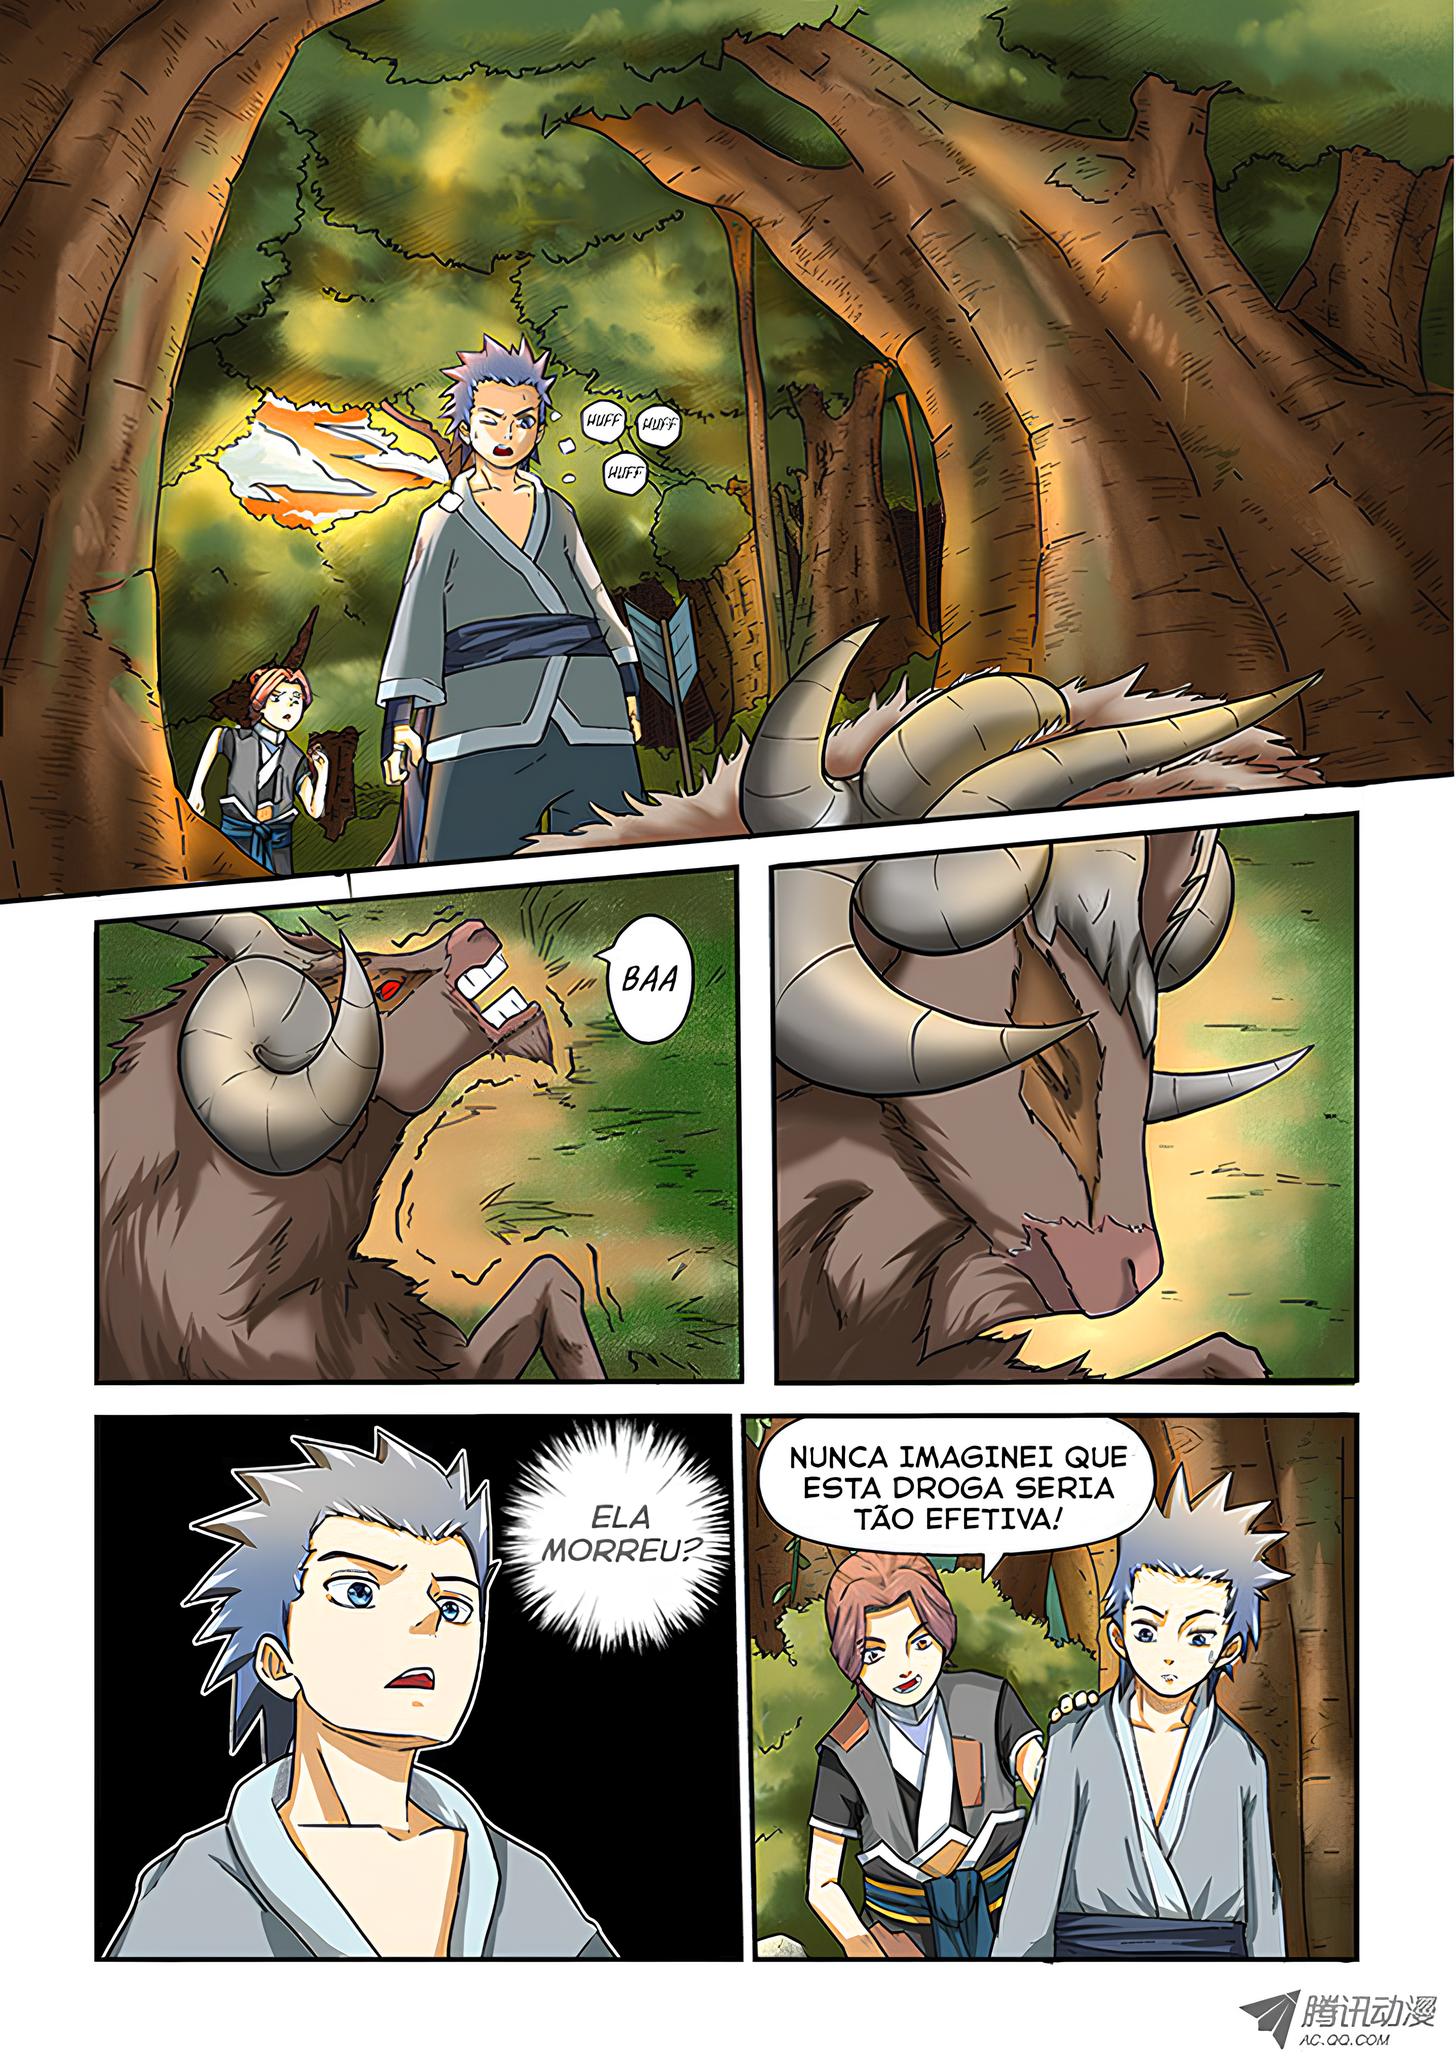 HUFF
HUFF
HUFF
BAA
ELA
MORREU?
NUNCA IMAGINEI QUE
ESTA DROGA SERIA
TÃO EFETIVA!
腾讯动漫
AC.QQ.COM